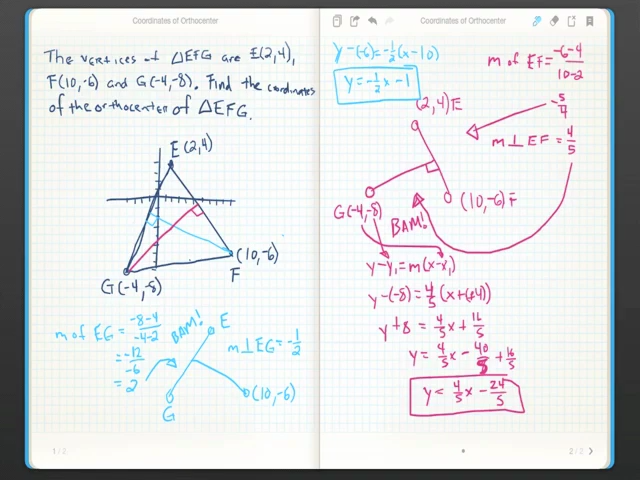 Coordinates of Orthocenter
The vertices of △EFG are E(2,4),
F(10,-6) and G(-4,-8). Find the coordinates
of the orthocenter of △EFG.
E(2,4)
(10,-6)
F
G(-4,-8)
m of EG = -8-4/-4-2
= -12/-6
= 2
BAM!
E
m⊥EG = -1/2
(10,-6)
G
1/2
Coordinates of Orthocenter
y-(-6)=-1/2(x-10)
y=-1/2x-1
m of EF = -6-4/10-2
-5/4
m⊥EF = 4/5
(2,4)E
(10,-6)F
G(-4,-8)
BAM!
y-y₁=m(x-x₁)
y-(-8)=4/5(x+(+4))
y+8=4/5x+16/5
y=4/5x-40/5+16/5
y=4/5x-24/5
2/2